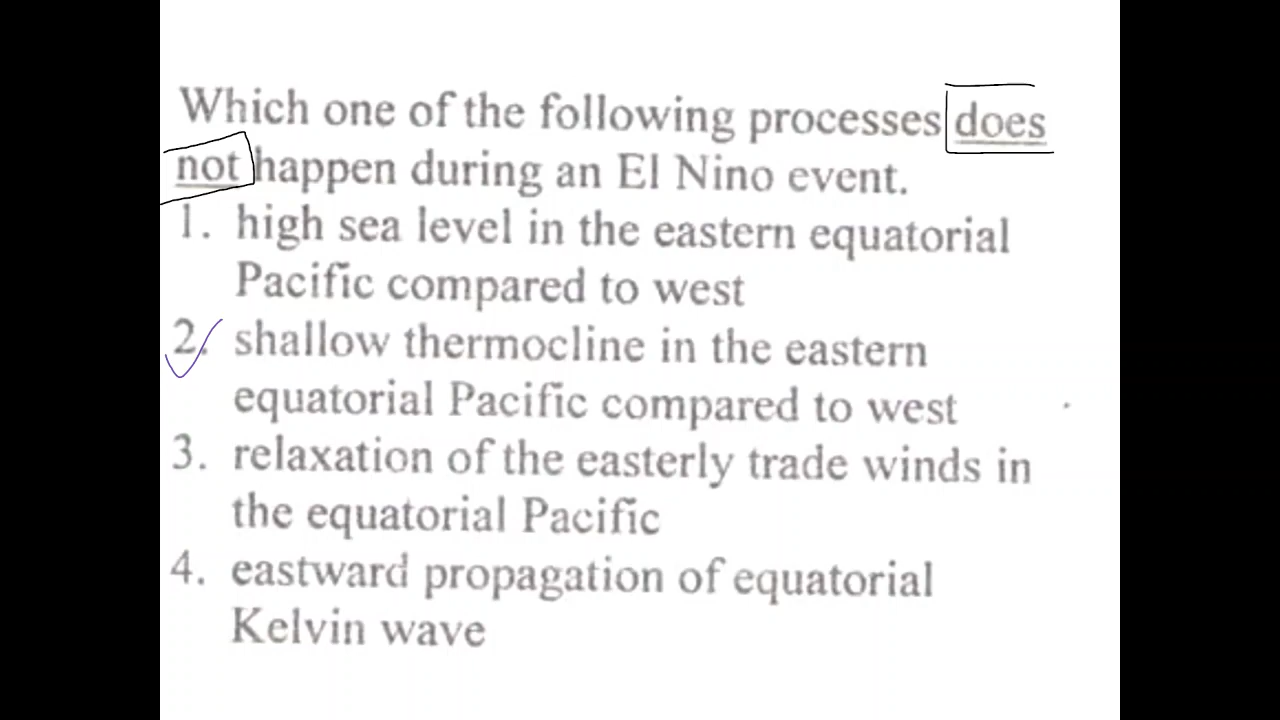 Which one of the following processes does
not happen during an El Nino event.
1. high sea level in the eastern equatorial
Pacific compared to west
2. shallow thermocline in the eastern
equatorial Pacific compared to west
3. relaxation of the easterly trade winds in
the equatorial Pacific
4. eastward propagation of equatorial
Kelvin wave